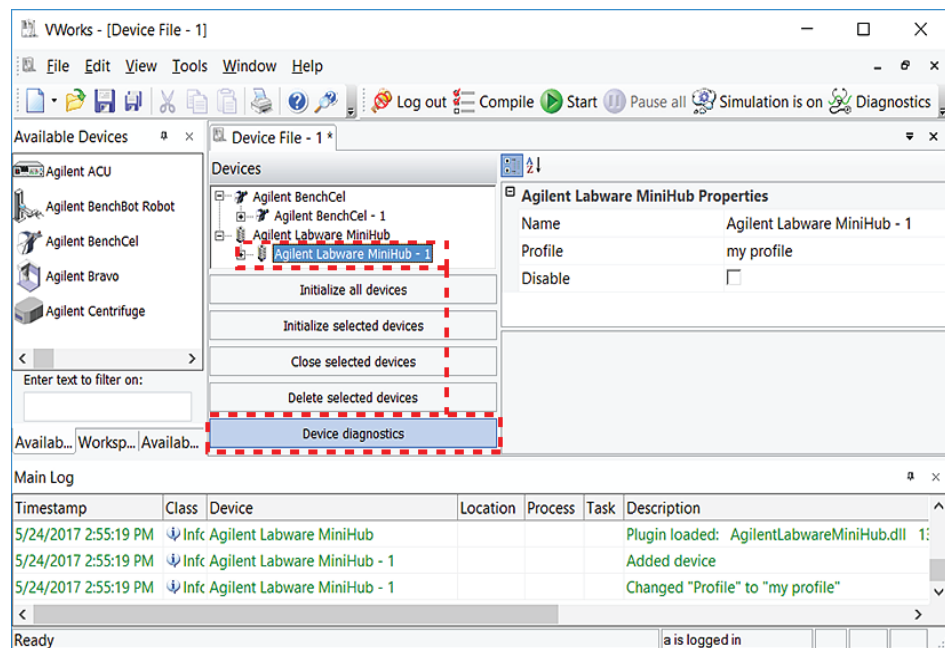 VWorks - [Device File - 1]
File Edit View Tools Window Help
Log out Compile Start Pause all Simulation is on Diagnostics
Available Devices
Agilent ACU
Agilent BenchBot Robot
Agilent BenchCel
Agilent Bravo
Agilent Centrifuge
Enter text to filter on:
Availab... Worksp... Availab...
Device File - 1 *
Devices
Agilent BenchCel
Agilent BenchCel - 1
Agilent Labware MiniHub
Agilent Labware MiniHub - 1
Initialize all devices
Initialize selected devices
Close selected devices
Delete selected devices
Device diagnostics
Agilent Labware MiniHub Properties
Name Agilent Labware MiniHub - 1
Profile my profile
Disable
Main Log
Timestamp Class Device Location Process Task Description
5/24/2017 2:55:19 PM Info Agilent Labware MiniHub Plugin loaded: AgilentLabwareMiniHub.dll 13
5/24/2017 2:55:19 PM Info Agilent Labware MiniHub - 1 Added device
5/24/2017 2:55:19 PM Info Agilent Labware MiniHub - 1 Changed "Profile" to "my profile"
Ready a is logged in